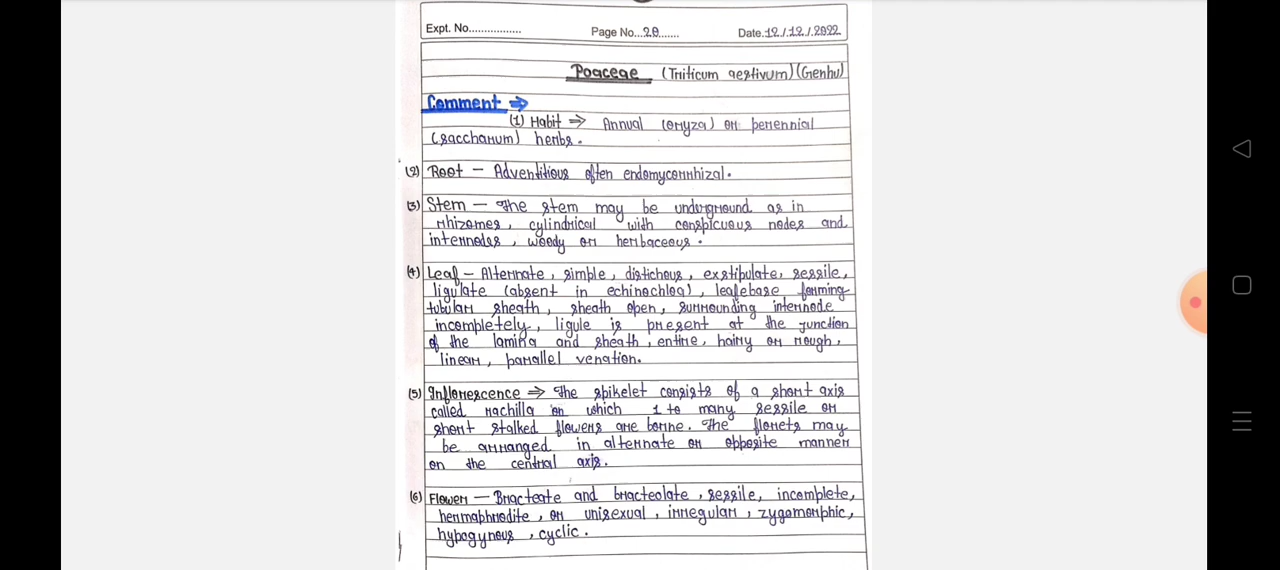 Expt. No.................. Page No...20....... Date.12./.12./.2022
Poaceae (Triticum aestivum) (Genhu)
Comment ⇒
(1) Habit ⇒ Annual (oryza) or perennial
(saccharum) herbs.
(2) Root - Adventitious often endomycorrhizal.
(3) Stem - The stem may be underground as in
rhizomes, cylindrical with conspicuous nodes and
internodes, woody or herbaceous.
(4) Leaf - Alternate, simple, distichous, exstipulate, sessile,
ligulate (absent in echinochloa), leafebase forming
tubular sheath, sheath open, surrounding internode
incompletely, ligule is present at the junction
of the lamina and sheath, entire, hairy or rough,
linear, parallel venation.
(5) Inflorescence ⇒ The spikelet consists of a short axis
called rachilla on which 1 to many sessile or
short stalked flowers are borne. The florets may
be arranged in alternate or opposite manner
on the central axis.
(6) Flower - Bracteate and bracteolate, sessile, incomplete,
hermaphrodite, or unisexual, irregular, zygomorphic,
hypogynous, cyclic.